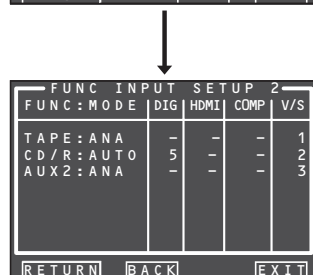 FUNC INPUT SETUP 2
FUNC:MODE DIG HDMI COMP V/S
TAPE:ANA – – – 1
CD/R:AUTO 5 – – 2
AUX2:ANA – – – 3
RETURN BACK EXIT